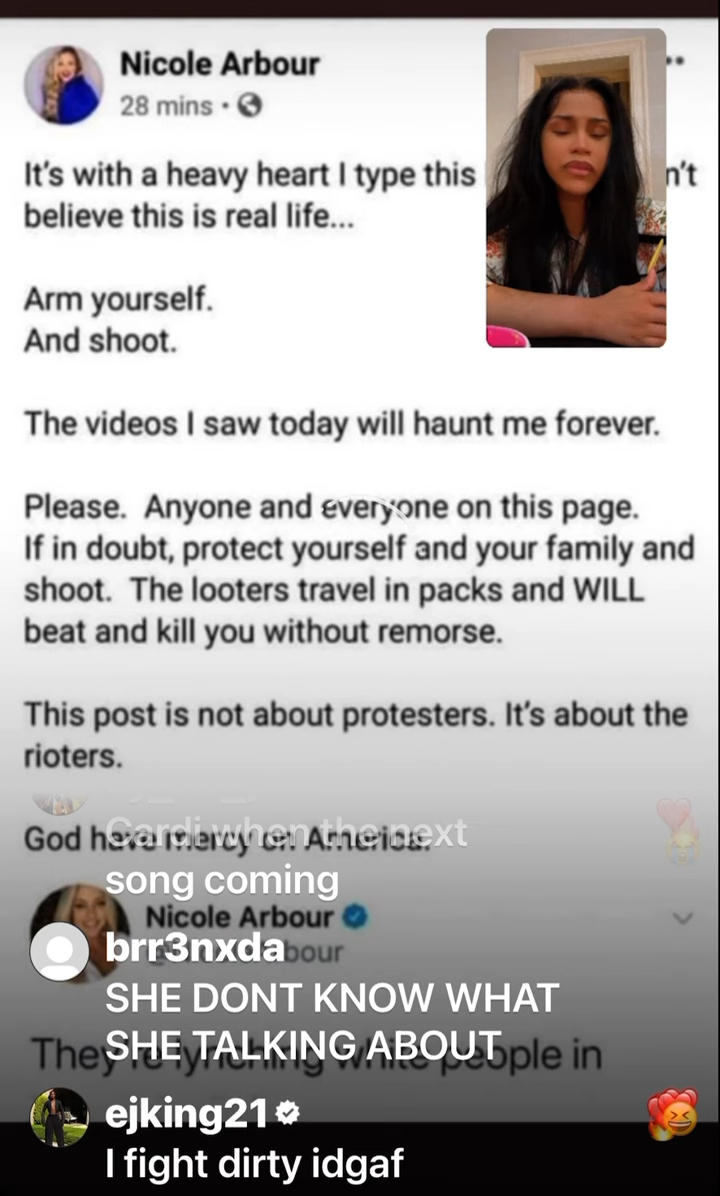 Nicole Arbour
28 mins ·
It's with a heavy heart I type this n't
believe this is real life...
Arm yourself.
And shoot.
The videos I saw today will haunt me forever.
Please. Anyone and everyone on this page.
If in doubt, protect yourself and your family and
shoot. The looters travel in packs and WILL
beat and kill you without remorse.
This post is not about protesters. It's about the
rioters.
God have mercy on America.
Cardi when the next
song coming
Nicole Arbour
brr3nxda
bour
SHE DONT KNOW WHAT
SHE TALKING ABOUT
They're lynching white people in
ejking21
I fight dirty idgaf